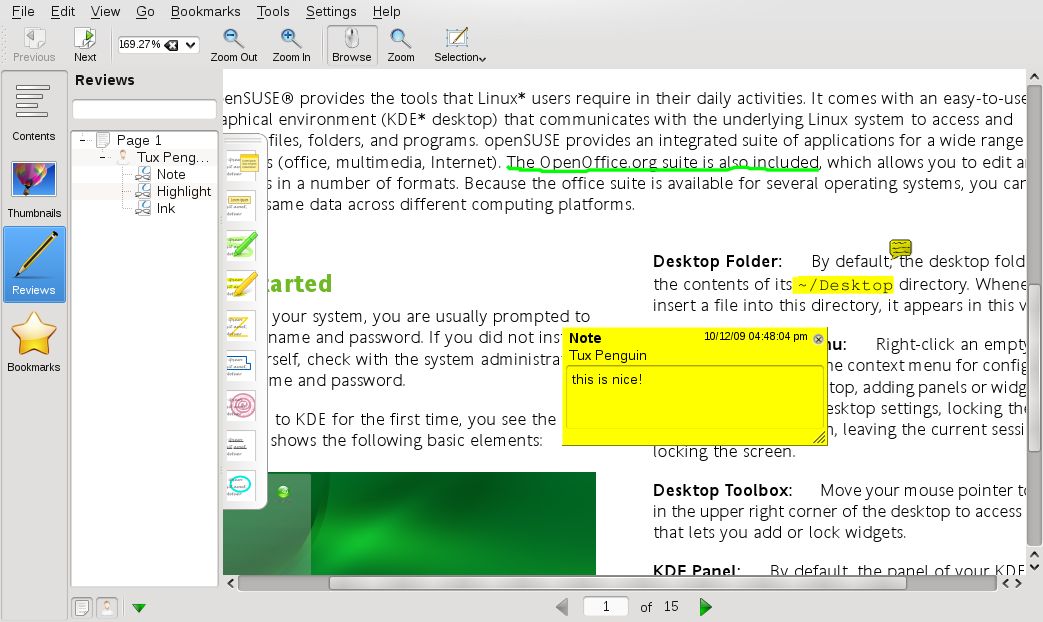 File Edit View Go Bookmarks Tools Settings Help
Previous Next 169.27% Zoom Out Zoom In Browse Zoom Selection
Contents
Thumbnails
Reviews
Bookmarks
Reviews
Page 1
Tux Peng...
Note
Highlight
Ink
enSUSE® provides the tools that Linux* users require in their daily activities. It comes with an easy-to-use
aphical environment (KDE* desktop) that communicates with the underlying Linux system to access and
files, folders, and programs. openSUSE provides an integrated suite of applications for a wide range
s (office, multimedia, Internet). The OpenOffice.org suite is also included, which allows you to edit a
s in a number of formats. Because the office suite is available for several operating systems, you can
same data across different computing platforms.
tarted
your system, you are usually prompted to
name and password. If you did not inst
rself, check with the system administra
me and password.
to KDE for the first time, you see the
shows the following basic elements:
Desktop Folder: By default, the desktop fold
the contents of its ~/Desktop directory. Whene
insert a file into this directory, it appears in this v
nu: Right-click an empty
he context menu for config
top, adding panels or widg
esktop settings, locking the
n, leaving the current sessi
locking the screen.
Desktop Toolbox: Move your mouse pointer to
in the upper right corner of the desktop to access
that lets you add or lock widgets.
KDE Panel: By default, the panel of your KDE
Note 10/12/09 04:48:04 pm
Tux Penguin
this is nice!
1 of 15